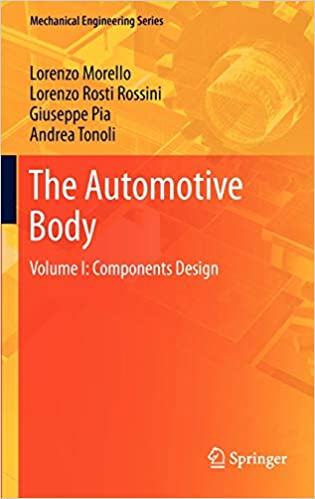 Mechanical Engineering Series
Lorenzo Morello
Lorenzo Rosti Rossini
Giuseppe Pia
Andrea Tonoli
The Automotive
Body
Volume I: Components Design
Springer